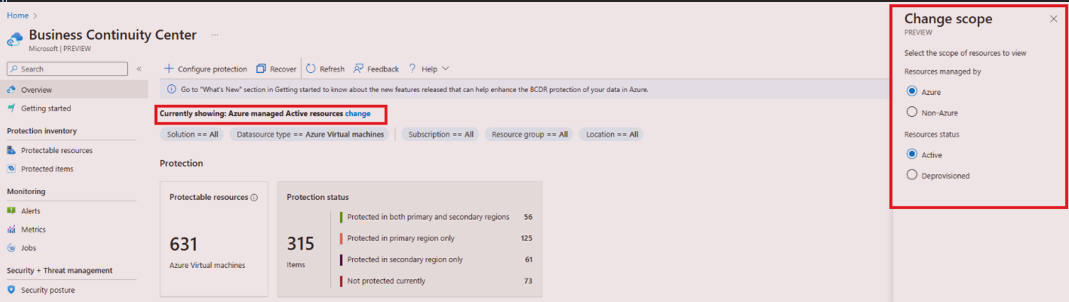 Home >
Business Continuity Center ...
Microsoft | PREVIEW
Search
«
Overview
Getting started
Protection inventory
Protectable resources
Protected items
Monitoring
Alerts
Metrics
Jobs
Security + Threat management
Security posture
+ Configure protection Recover Refresh Feedback ? Help
Go to "What's New" section in Getting started to know about the new features released that can help enhance the BCDR protection of your data in Azure.
Currently showing: Azure managed Active resources change
Solution == All Datasource type == Azure Virtual machines Subscription == All Resource group == All Location == All
Protection
Protectable resources
631
Azure Virtual machines
Protection status
315
Items
Protected in both primary and secondary regions 56
Protected in primary region only 125
Protected in secondary region only 61
Not protected currently 73
Change scope
PREVIEW
Select the scope of resources to view
Resources managed by
Azure
Non-Azure
Resources status
Active
Deprovisioned